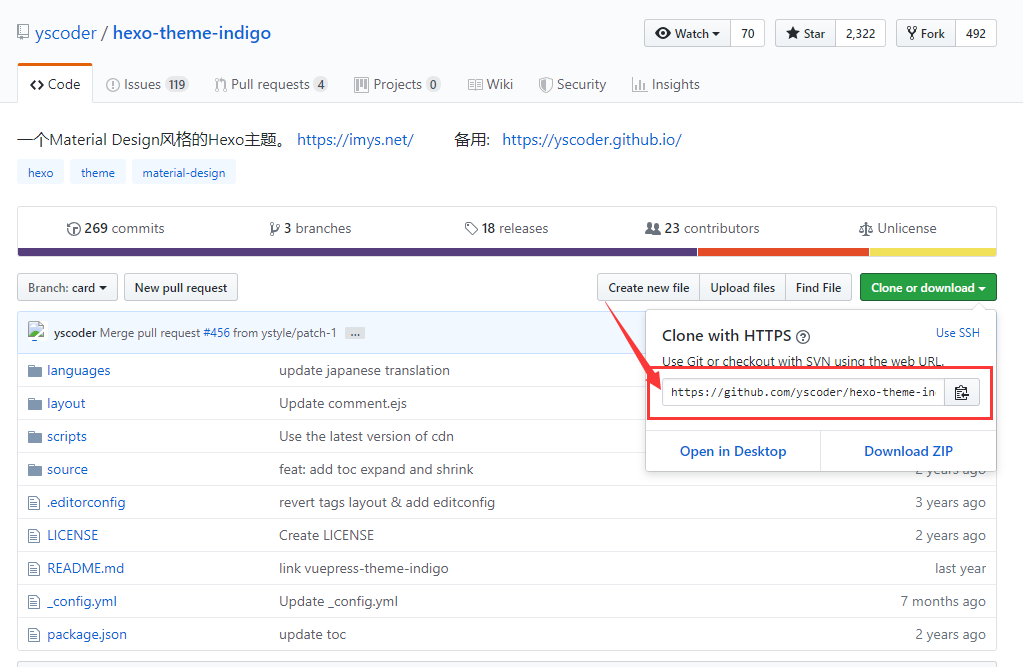 yscoder / hexo-theme-indigo
Watch 70 Star 2,322 Fork 492
Code Issues 119 Pull requests 4 Projects 0 Wiki Security Insights
一个Material Design风格的Hexo主题。 https://imys.net/ 备用: https://yscoder.github.io/
hexo theme material-design
269 commits 3 branches 18 releases 23 contributors Unlicense
Branch: card New pull request Create new file Upload files Find File Clone or download
yscoder Merge pull request #456 from ystyle/patch-1 ...
Clone with HTTPS Use SSH
Use Git or checkout with SVN using the web URL.
https://github.com/yscoder/hexo-theme-in
Open in Desktop Download ZIP
languages update japanese translation
layout Update comment.ejs
scripts Use the latest version of cdn
source feat: add toc expand and shrink 2 years ago
.editorconfig revert tags layout & add editconfig 3 years ago
LICENSE Create LICENSE 2 years ago
README.md link vuepress-theme-indigo last year
_config.yml Update _config.yml 7 months ago
package.json update toc 2 years ago